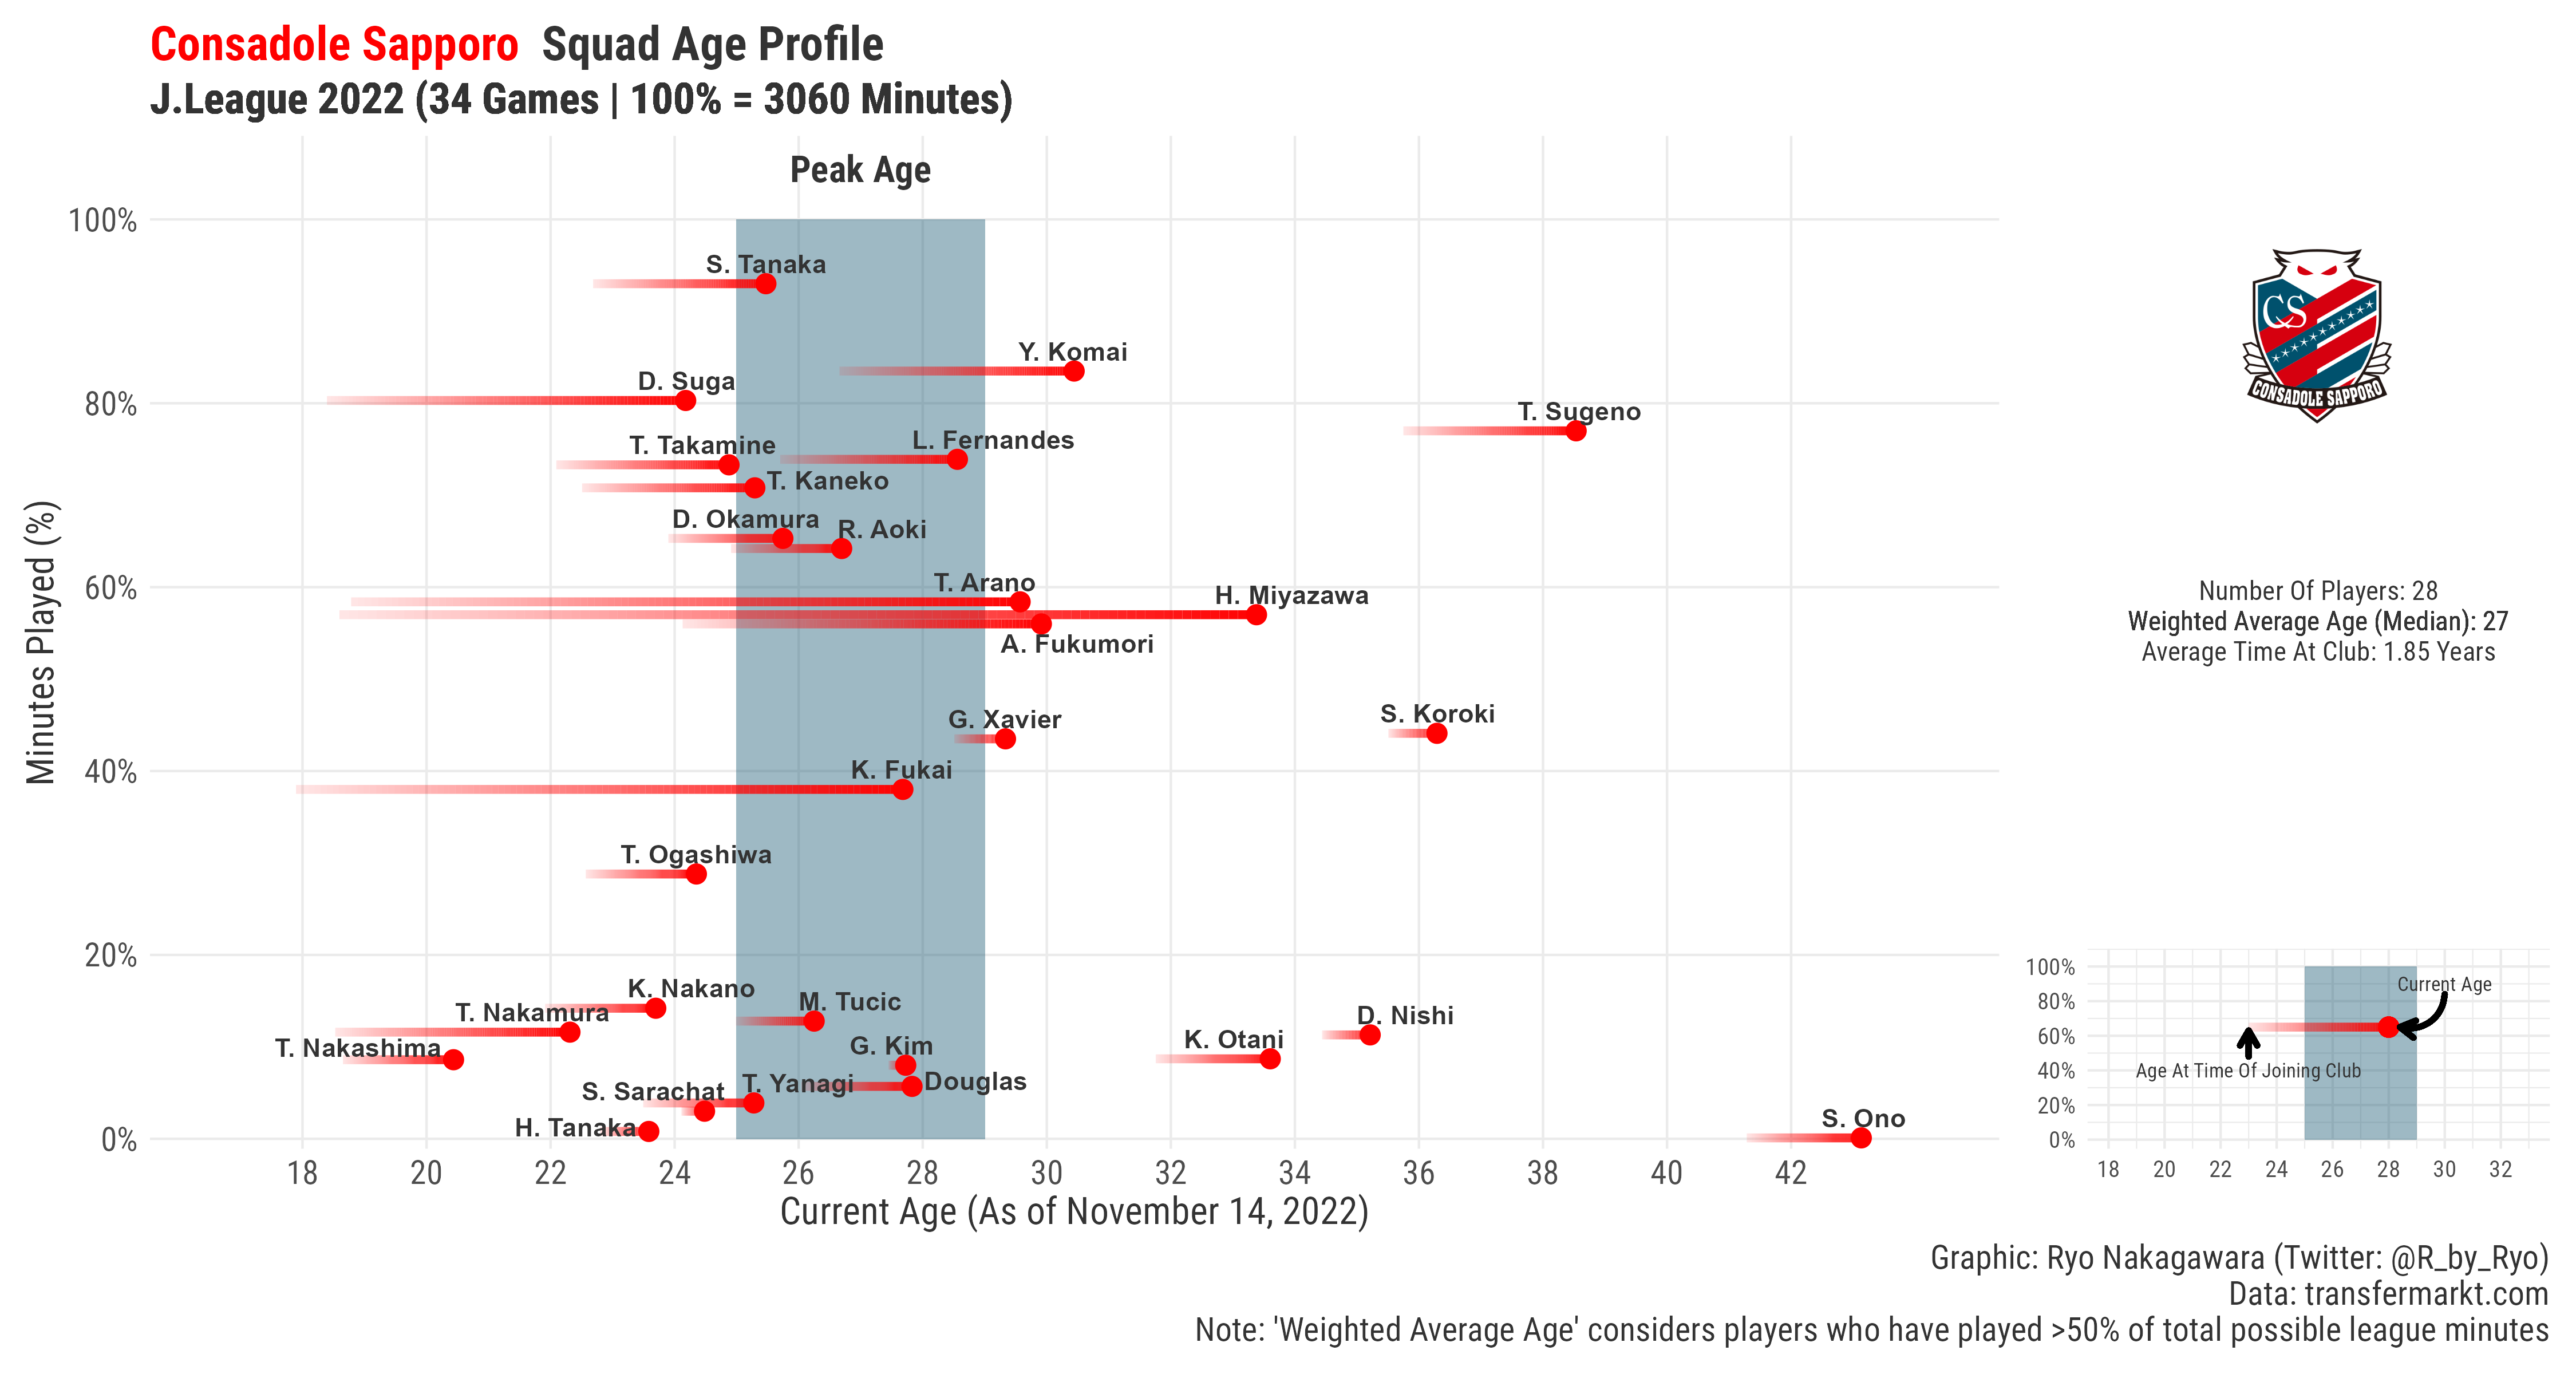 Consadole Sapporo Squad Age Profile
J.League 2022 (34 Games | 100% = 3060 Minutes)
Peak Age
100%
80%
60%
40%
20%
0%
Minutes Played (%)
S. Tanaka
Y. Komai
D. Suga
T. Sugeno
T. Takamine
L. Fernandes
T. Kaneko
D. Okamura
R. Aoki
T. Arano
H. Miyazawa
A. Fukumori
G. Xavier
S. Koroki
K. Fukai
T. Ogashiwa
K. Nakano
T. Nakamura
M. Tucic
D. Nishi
T. Nakashima
G. Kim
K. Otani
S. Sarachat
T. Yanagi
Douglas
H. Tanaka
S. Ono
18 20 22 24 26 28 30 32 34 36 38 40 42
Current Age (As of November 14, 2022)
CS
CONSADOLE SAPPORO
Number Of Players: 28
Weighted Average Age (Median): 27
Average Time At Club: 1.85 Years
100%
80%
60%
40%
20%
0%
Current Age
Age At Time Of Joining Club
18 20 22 24 26 28 30 32
Graphic: Ryo Nakagawara (Twitter: @R_by_Ryo)
Data: transfermarkt.com
Note: 'Weighted Average Age' considers players who have played >50% of total possible league minutes